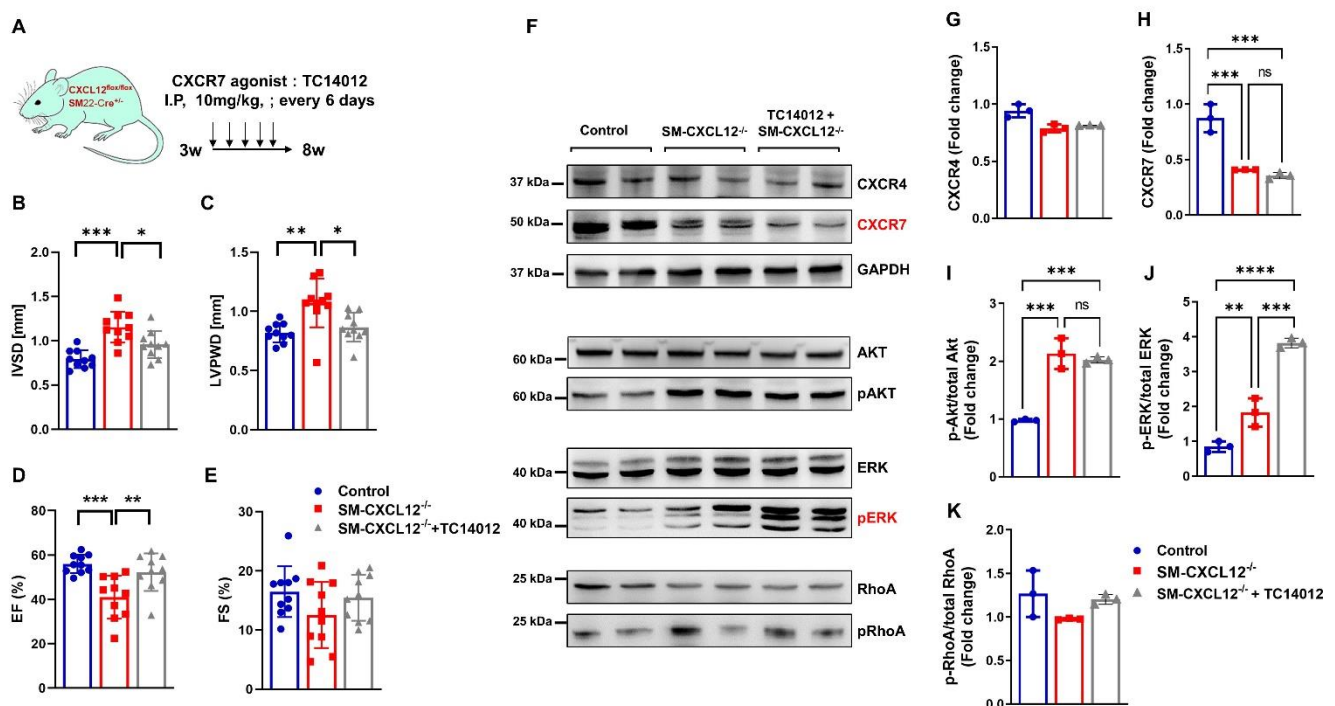 A
CXCL12flox/flox
SM22-Cre+/-
CXCR7 agonist : TC14012
I.P, 10mg/kg, ; every 6 days
3w
8w
B
IVSD [mm]
2.0
1.5
1.0
0.5
0.0
***
*
C
LVPWD [mm]
2.0
1.5
1.0
0.5
0.0
**
*
D
EF (%)
80
60
40
20
0
***
**
E
FS (%)
30
20
10
0
Control
SM-CXCL12-/-
SM-CXCL12-/-+TC14012
F
Control
SM-CXCL12-/-
TC14012 +
SM-CXCL12-/-
37 kDa
CXCR4
50 kDa
CXCR7
37 kDa
GAPDH
60 kDa
AKT
60 kDa
pAKT
40 kDa
ERK
40 kDa
pERK
25 kDa
RhoA
25 kDa
pRhoA
G
CXCR4 (Fold change)
1.5
1.0
0.5
0.0
H
CXCR7 (Fold change)
1.5
1.0
0.5
0.0
***
***
ns
I
p-Akt/total Akt
(Fold change)
4
3
2
1
0
***
***
ns
J
p-ERK/total ERK
(Fold change)
6
5
4
3
2
1
0
****
**
***
K
p-RhoA/total RhoA
(Fold change)
2.0
1.5
1.0
0.5
0.0
Control
SM-CXCL12-/-
SM-CXCL12-/- + TC14012